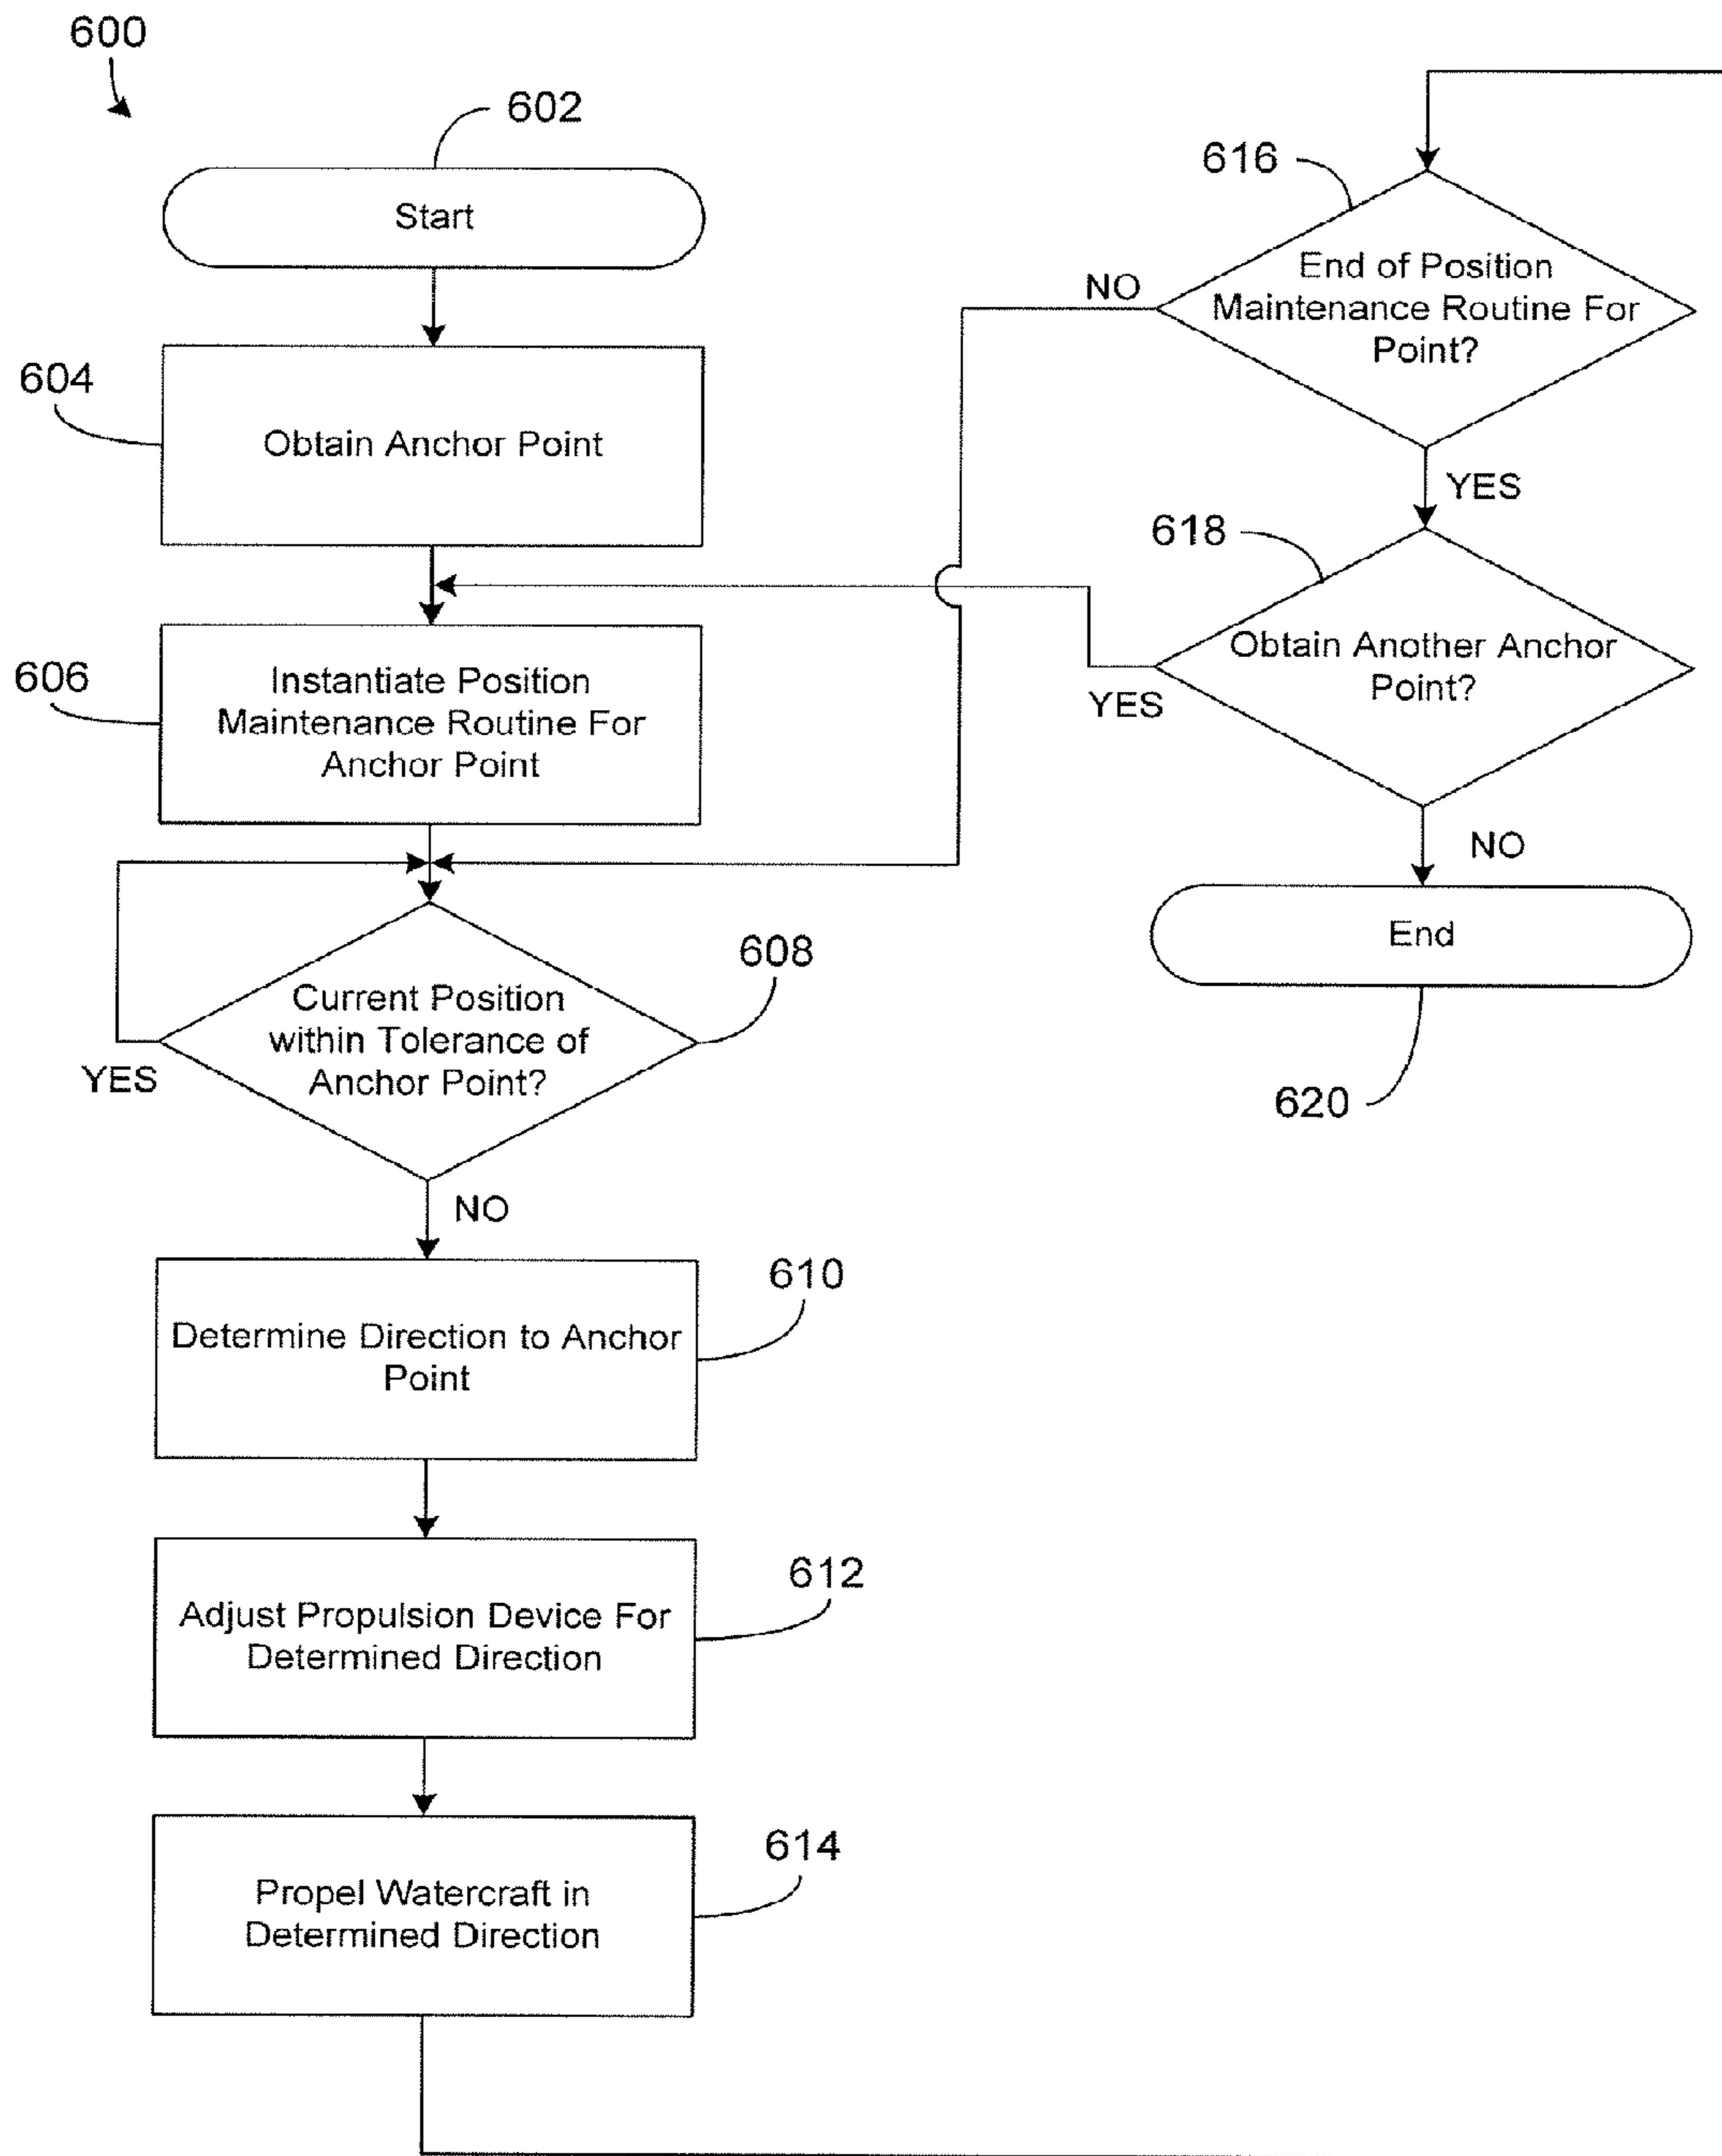 600
602
Start
604
Obtain Anchor Point
606
Instantiate Position
Maintenance Routine For
Anchor Point
608
Current Position
within Tolerance of
Anchor Point?
YES
NO
610
Determine Direction to Anchor
Point
612
Adjust Propulsion Device For
Determined Direction
614
Propel Watercraft in
Determined Direction
616
End of Position
Maintenance Routine For
Point?
NO
YES
618
Obtain Another Anchor
Point?
YES
NO
End
620